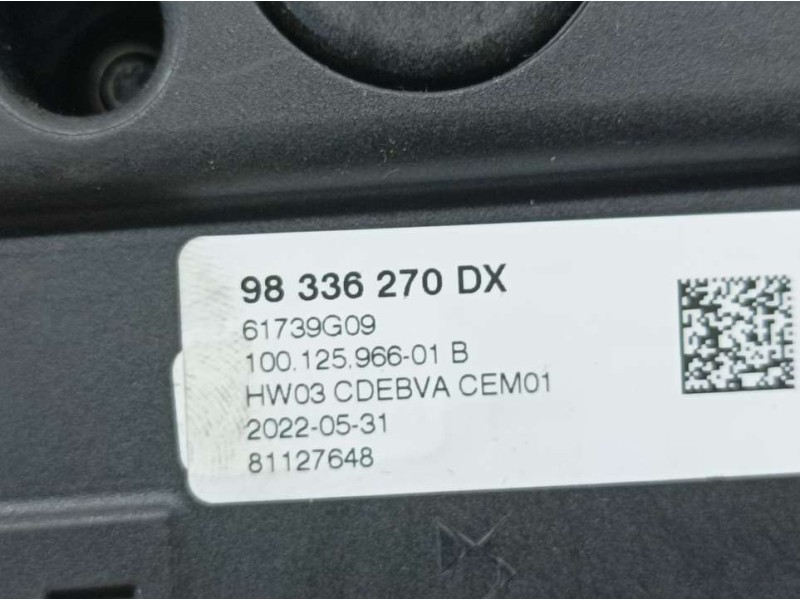 98 336 270 DX
61739G09
100.125.966-01 B
HW03 CDEBVA CEM01
2022-05-31
81127648